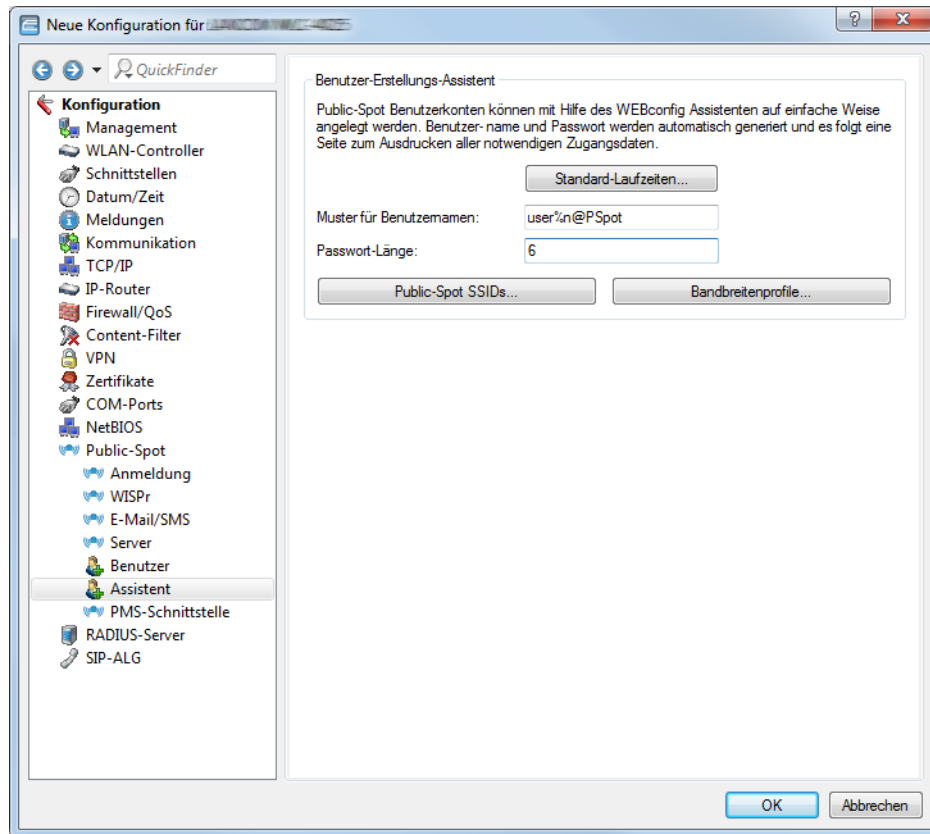 Neue Konfiguration für
QuickFinder
Konfiguration
Management
WLAN-Controller
Schnittstellen
Datum/Zeit
Meldungen
Kommunikation
TCP/IP
IP-Router
Firewall/QoS
Content-Filter
VPN
Zertifikate
COM-Ports
NetBIOS
Public-Spot
Anmeldung
WISPr
E-Mail/SMS
Server
Benutzer
Assistent
PMS-Schnittstelle
RADIUS-Server
SIP-ALG
Benutzer-Erstellungs-Assistent
Public-Spot Benutzerkonten können mit Hilfe des WEBconfig Assistenten auf einfache Weise
angelegt werden. Benutzer- name und Passwort werden automatisch generiert und es folgt eine
Seite zum Ausdrucken aller notwendigen Zugangsdaten.
Standard-Laufzeiten...
Muster für Benutzernamen: user%n@PSpot
Passwort-Länge: 6
Public-Spot SSIDs... Bandbreitenprofile...
OK Abbrechen